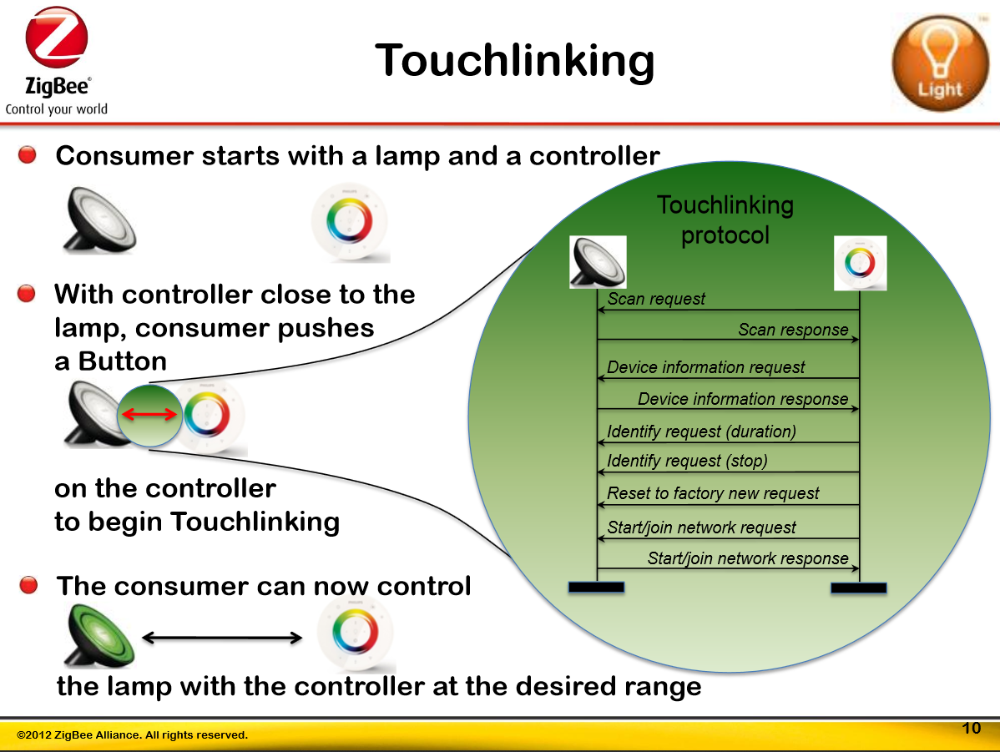 ZigBee®
Control your world
Touchlinking
Light
TM
Consumer starts with a lamp and a controller
With controller close to the
lamp, consumer pushes
a Button
on the controller
to begin Touchlinking
The consumer can now control
the lamp with the controller at the desired range
Touchlinking
protocol
Scan request
Scan response
Device information request
Device information response
Identify request (duration)
Identify request (stop)
Reset to factory new request
Start/join network request
Start/join network response
©2012 ZigBee Alliance. All rights reserved.
10